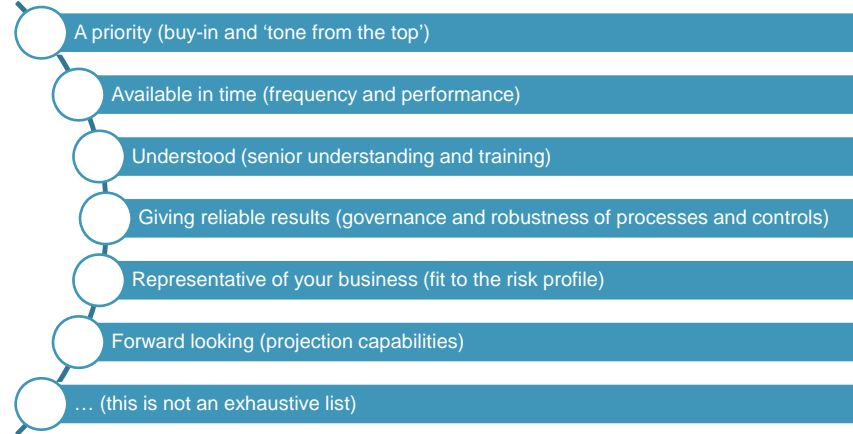 A priority (buy-in and ‘tone from the top’)
Available in time (frequency and performance)
Understood (senior understanding and training)
Giving reliable results (governance and robustness of processes and controls)
Representative of your business (fit to the risk profile)
Forward looking (projection capabilities)
… (this is not an exhaustive list)